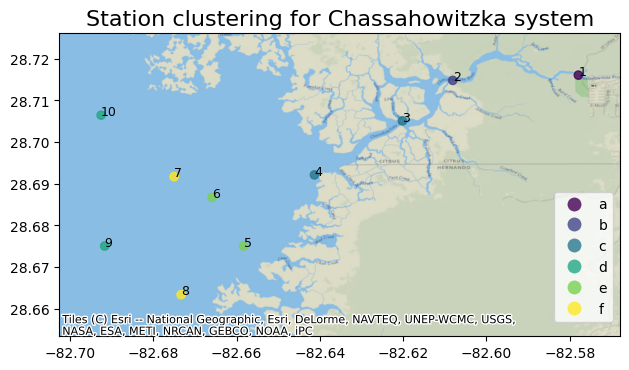 Station clustering for Chassahowitzka system
28.72
28.71
28.70
28.69
28.68
28.67
28.66
1
2
3
10
4
7
6
5
9
8
CITRUS
CITRUS
HERNANDO
a
b
c
d
e
f
Tiles (C) Esri -- National Geographic, Esri, DeLorme, NAVTEQ, UNEP-WCMC, USGS,
NASA, ESA, METI, NRCAN, GEBCO, NOAA, iPC
−82.70
−82.68
−82.66
−82.64
−82.62
−82.60
−82.58